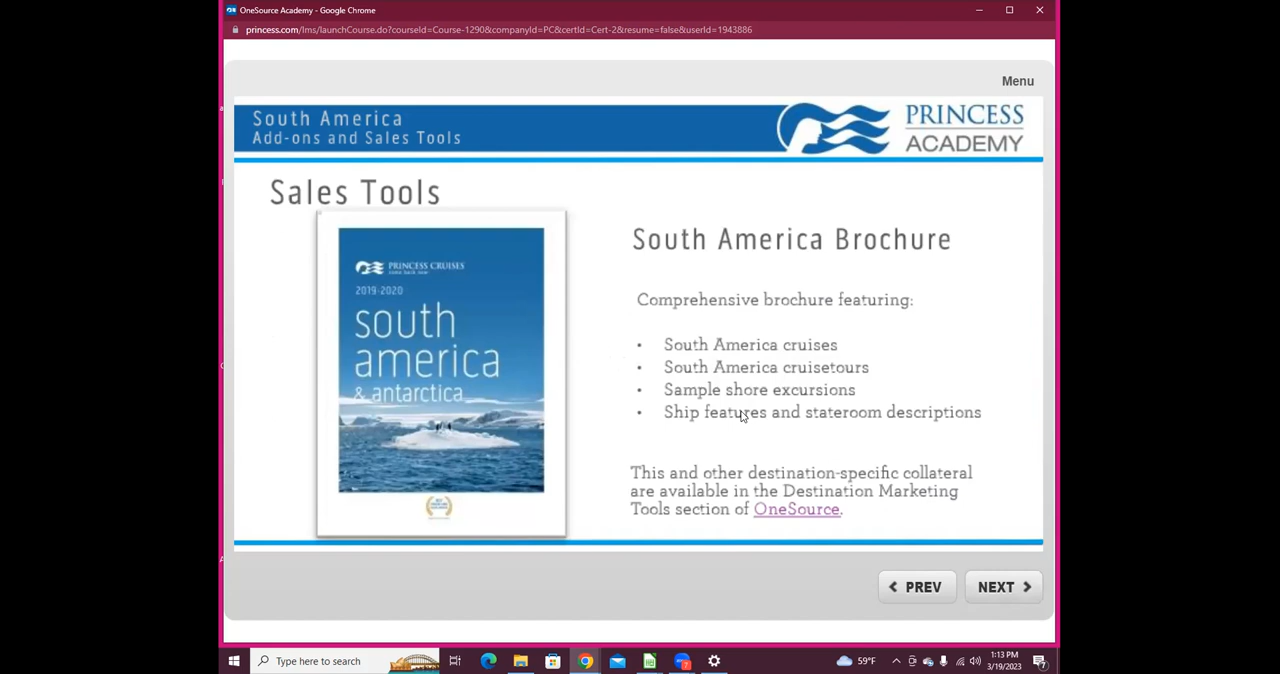 OneSource Academy - Google Chrome
princess.com/lms/launchCourse.do?courseId=Course-1290&companyId=PC&certId=Cert-2&resume=false&userId=1943886
Menu
South America
Add-ons and Sales Tools
PRINCESS
ACADEMY
Sales Tools
PRINCESS CRUISES
come back new
2019-2020
south
america
& antarctica
South America Brochure
Comprehensive brochure featuring:
• South America cruises
• South America cruisetours
• Sample shore excursions
• Ship features and stateroom descriptions
This and other destination-specific collateral
are available in the Destination Marketing
Tools section of OneSource.
PREV
NEXT
Type here to search
59°F
1:13 PM
3/19/2023